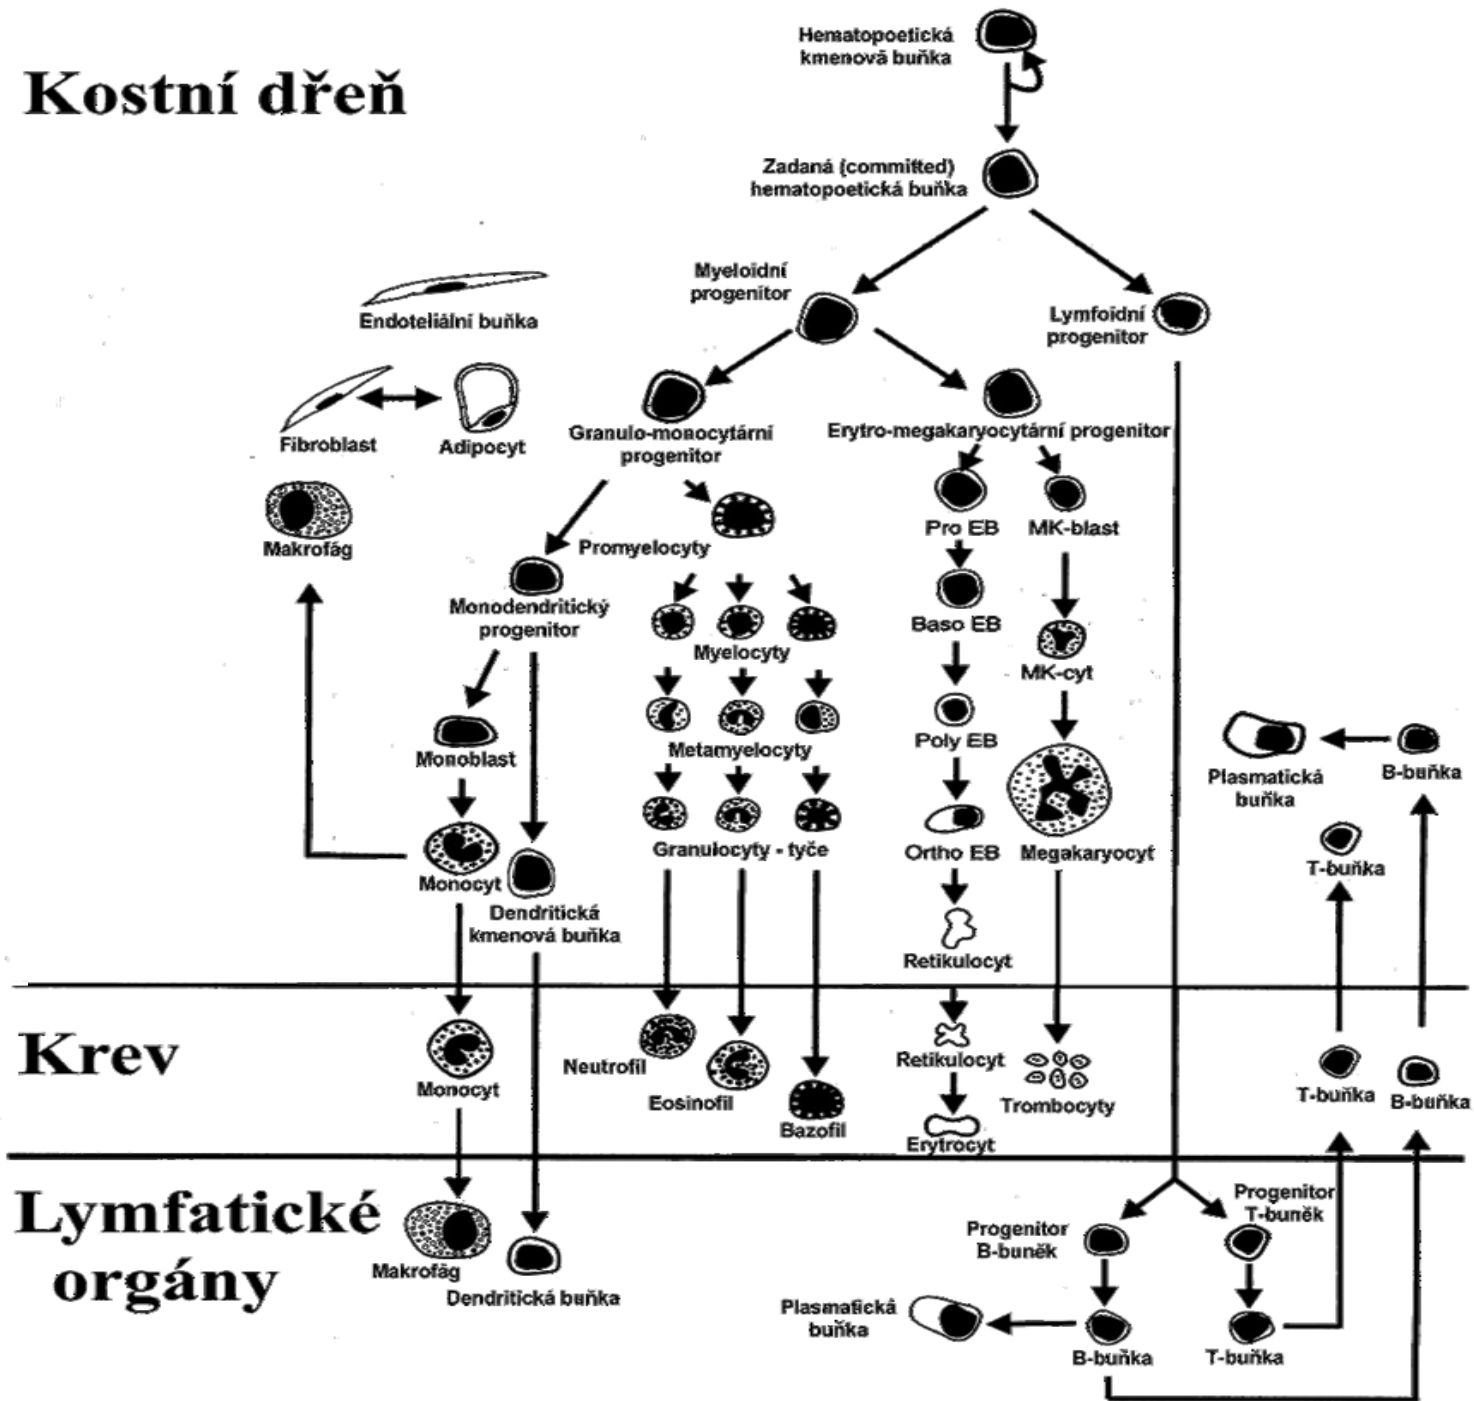 Hematopoetická
kmenová buňka
Kostní dřeň
Zadaná (committed)
hematopoetická buňka
Myeloidní
progenitor
Lymfoidní
progenitor
Endoteliální buňka
Fibroblast
Adipocyt
Granulo-monocytární
progenitor
Erytro-megakaryocytární progenitor
Makrofág
Promyelocyty
Pro EB
MK-blast
Monodendritický
progenitor
Baso EB
Myelocyty
MK-cyt
Monoblast
Metamyelocyty
Poly EB
Plasmatická
buňka
B-buňka
Granulocyty - tyče
Ortho EB
Megakaryocyt
T-buňka
Monocyt
Dendritická
kmenová buňka
Retikulocyt
Krev
Monocyt
Neutrofil
Eosinofil
Bazofil
Retikulocyt
Trombocyty
Erytrocyt
T-buňka
B-buňka
Lymfatické
orgány
Makrofág
Dendritická buňka
Progenitor
B-buněk
Progenitor
T-buněk
Plasmatická
buňka
B-buňka
T-buňka